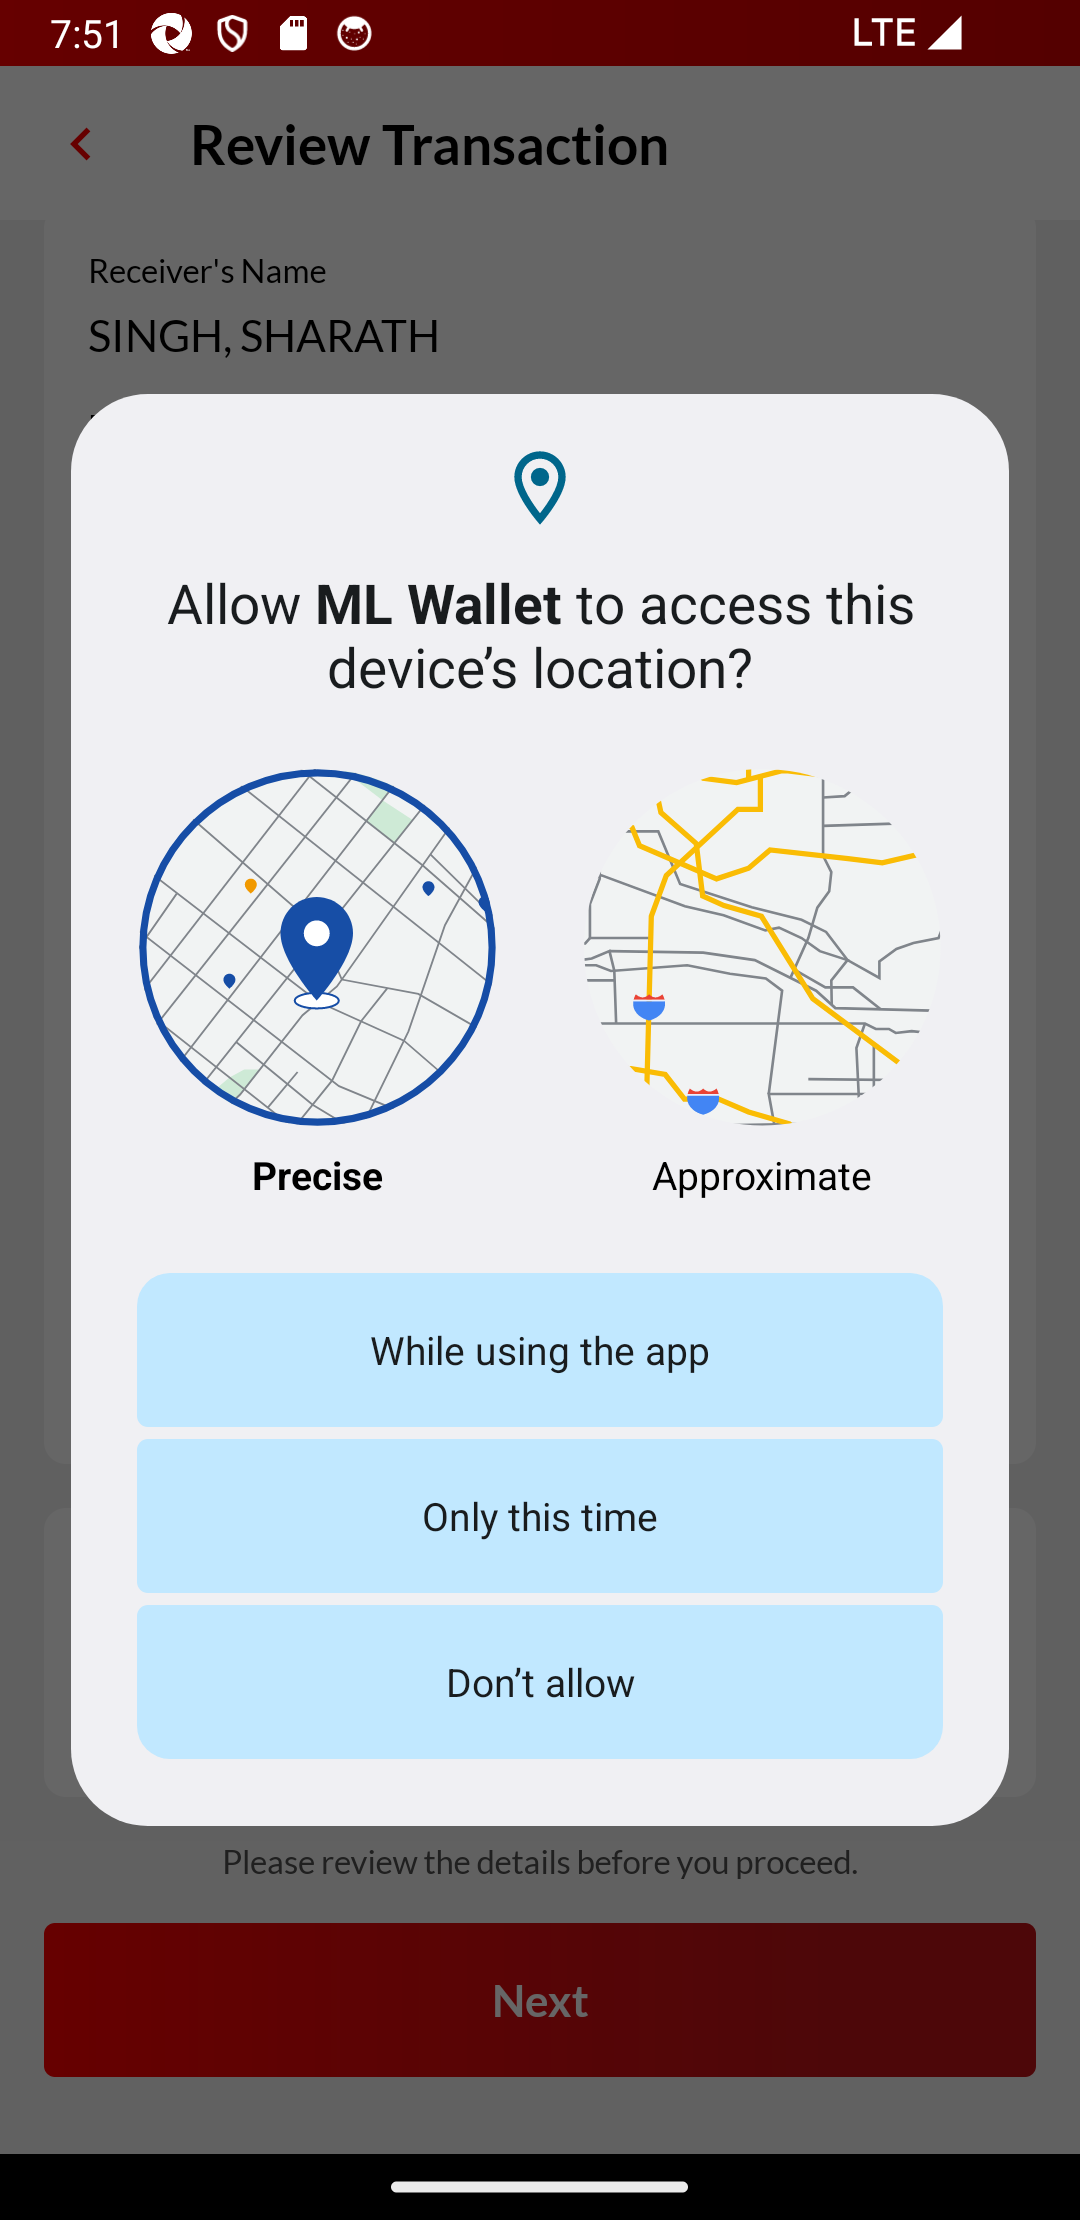 7:51
LTE
Review Transaction
Receiver's Name
SINGH, SHARATH
Allow ML Wallet to access this
device’s location?
Precise
Approximate
While using the app
Only this time
Don’t allow
Please review the details before you proceed.
Next